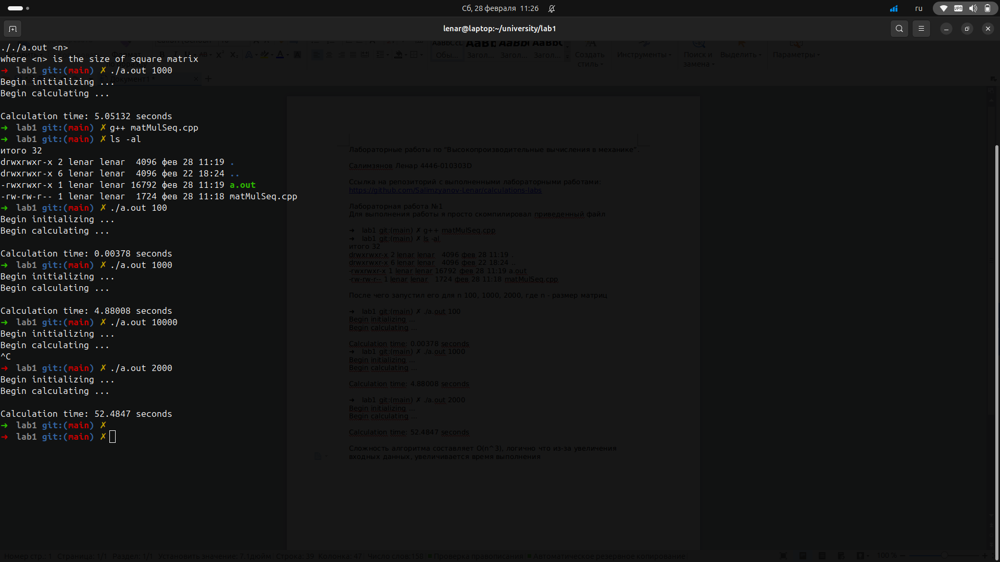 Сб, 28 февраля 11:26
ru
VPN
lenar@laptop:~/university/lab1
././a.out <n>
where <n> is the size of square matrix
➜ lab1 git:(main) ✗ ./a.out 1000
Begin initializing ...
Begin calculating ...
Calculation time: 5.05132 seconds
➜ lab1 git:(main) ✗ g++ matMulSeq.cpp
➜ lab1 git:(main) ✗ ls -al
итого 32
drwxrwxr-x 2 lenar lenar  4096 фев 28 11:19 .
drwxrwxr-x 6 lenar lenar  4096 фев 22 18:24 ..
-rwxrwxr-x 1 lenar lenar 16792 фев 28 11:19 a.out
-rw-rw-r-- 1 lenar lenar  1724 фев 28 11:18 matMulSeq.cpp
➜ lab1 git:(main) ✗ ./a.out 100
Begin initializing ...
Begin calculating ...
Calculation time: 0.00378 seconds
➜ lab1 git:(main) ✗ ./a.out 1000
Begin initializing ...
Begin calculating ...
Calculation time: 4.88008 seconds
➜ lab1 git:(main) ✗ ./a.out 10000
Begin initializing ...
Begin calculating ...
^C
➜ lab1 git:(main) ✗ ./a.out 2000
Begin initializing ...
Begin calculating ...
Calculation time: 52.4847 seconds
➜ lab1 git:(main) ✗
➜ lab1 git:(main) ✗
Вставить Формат по образцу
AaBbCcL AaBb AaBb AaBbC
Обы... Загол... Загол... Загол...
Создать стиль
Инструменты
Поиск и замена
Выделить
Параметры
Документ1 *
Лабораторные работы по "Высокопроизводительные вычисления в механике".
Салимзянов Ленар 4446-010303D
Ссылка на репозиторий с выполненными лабораторными работами:
https://github.com/Salimzyanov-Lenar/calculations-labs
Лабораторная работа №1
Для выполнения работы я просто скомпилировал приведенный файл
➜ lab1 git:(main) ✗ g++ matMulSeq.cpp
➜ lab1 git:(main) ✗ ls -al
итого 32
drwxrwxr-x 2 lenar lenar  4096 фев 28 11:19 .
drwxrwxr-x 6 lenar lenar  4096 фев 22 18:24 ..
-rwxrwxr-x 1 lenar lenar 16792 фев 28 11:19 a.out
-rw-rw-r-- 1 lenar lenar  1724 фев 28 11:18 matMulSeq.cpp
После чего запустил его для n 100, 1000, 2000, где n - размер матриц
➜ lab1 git:(main) ✗ ./a.out 100
Begin initializing ...
Begin calculating ...
Calculation time: 0.00378 seconds
➜ lab1 git:(main) ✗ ./a.out 1000
Begin initializing ...
Begin calculating ...
Calculation time: 4.88008 seconds
➜ lab1 git:(main) ✗ ./a.out 2000
Begin initializing ...
Begin calculating ...
Calculation time: 52.4847 seconds
Сложность алгоритма составляет O(n^3), логично что из-за увеличения
входных данных, увеличивается время выполнения
Номер стр.: 1 Страница: 1/1 Раздел: 1/1 Установить значение: 7.1дюйм Строка: 39 Колонка: 47 Число слов:158 Проверка правописания Автоматическое резервное копирование 100 %